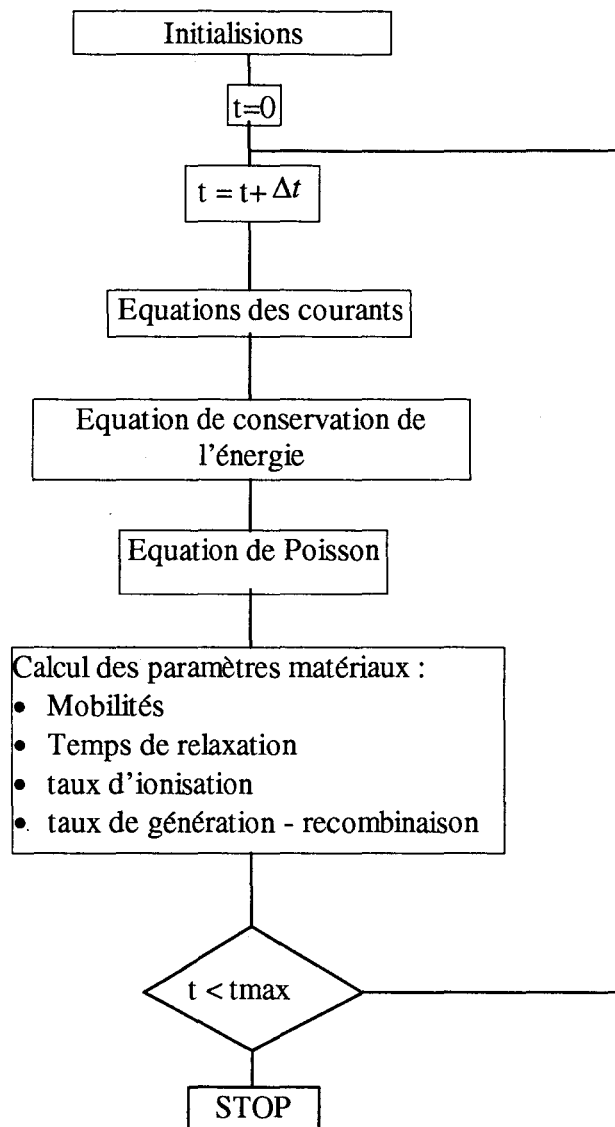 Initialisions
t=0
t = t+ Δt
Equations des courants
Equation de conservation de
l'énergie
Equation de Poisson
Calcul des paramètres matériaux :
• Mobilités
• Temps de relaxation
• taux d'ionisation
• taux de génération - recombinaison
t < tmax
STOP